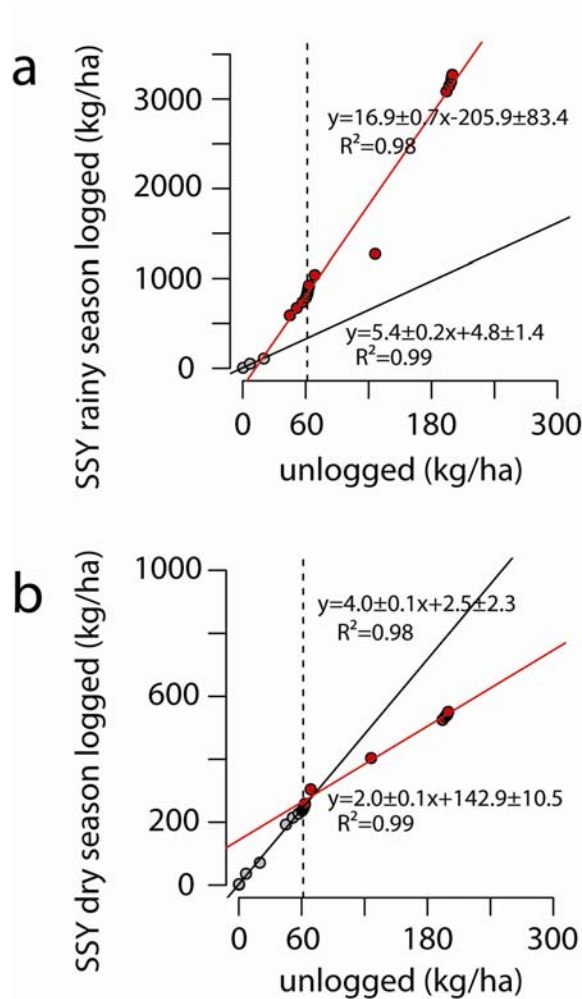 a
SSY rainy season logged (kg/ha)
3000
2000
1000
0
y=16.9±0.7x-205.9±83.4
R²=0.98
y=5.4±0.2x+4.8±1.4
R²=0.99
0 60 180 300
unlogged (kg/ha)
b
SSY dry season logged (kg/ha)
1000
600
200
0
y=4.0±0.1x+2.5±2.3
R²=0.98
y=2.0±0.1x+142.9±10.5
R²=0.99
0 60 180 300
unlogged (kg/ha)